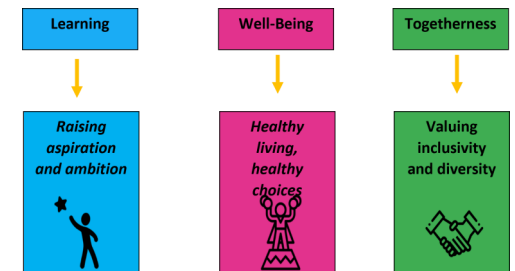 Learning
Well-Being
Togetherness
Raising
aspiration
and ambition
Healthy
living,
healthy
choices
Valuing
inclusivity
and diversity